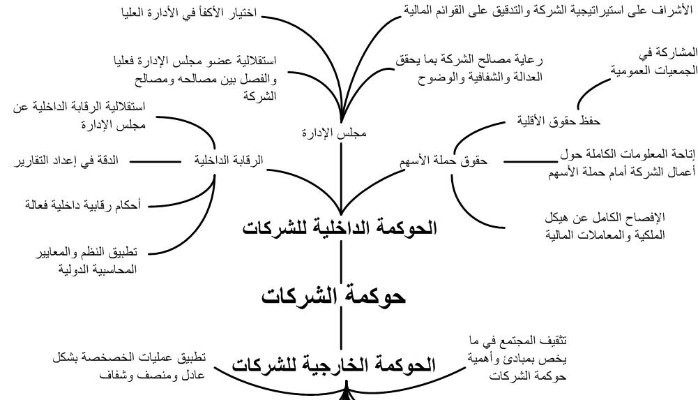 الأشراف على استيراتيجية الشركة والتدقيق على القوائم المالية
اختيار الأكفأ في الأدارة العليا
المشاركة في
الجمعيات العمومية
رعاية مصالح الشركة بما يحقق
العدالة والشفافية والوضوح
استقلالية عضو مجلس الإدارة فعليا
والفصل بين مصالحه ومصالح
الشركة
حفظ حقوق الأقلية
مجلس الإدارة
استقلالية الرقابة الداخلية عن
مجلس الإدارة
إتاحة المعلومات الكاملة حول
أعمال الشركة أمام حملة الأسهم
حقوق حملة الأسهم
الرقابة الداخلية
الدقة في إعداد التقارير
أحكام رقابية داخلية فعالة
الإفصاح الكامل عن هيكل
الملكية والمعاملات المالية
الحوكمة الداخلية للشركات
تطبيق النظم والمعايير
المحاسبية الدولية
حوكمة الشركات
تثقيف المجتمع في ما
يخص بمبادئ وأهمية
حوكمة الشركات
الحوكمة الخارجية للشركات
تطبيق عمليات الخصخصة بشكل
عادل ومنصف وشفاف